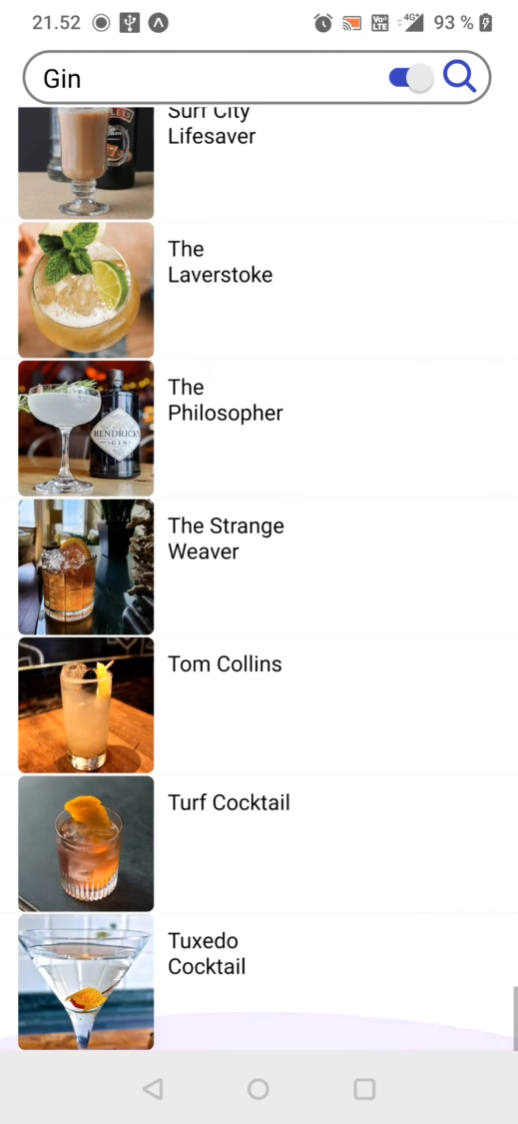 21.52
4G+
Vo))
LTE
93 %
Gin
Surf City
Lifesaver
The
Laverstoke
The
Philosopher
HENDRICK'S
GIN
The Strange
Weaver
Tom Collins
Turf Cocktail
Tuxedo
Cocktail